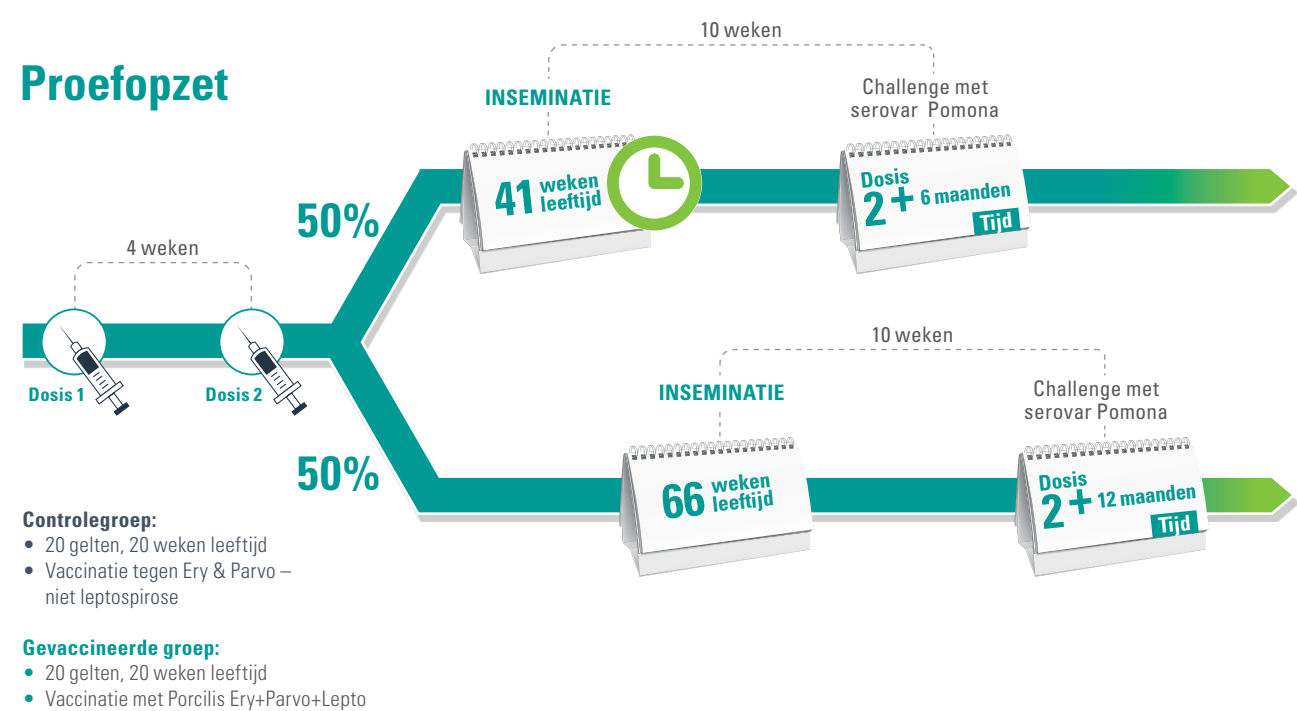 Proefopzet
10 weken
INSEMINATIE
Challenge met
serovar Pomona
41 weken
leeftijd
Dosis
2+ 6 maanden
Tijd
50%
4 weken
Dosis 1
Dosis 2
50%
10 weken
INSEMINATIE
Challenge met
serovar Pomona
66 weken
leeftijd
Dosis
2+ 12 maanden
Tijd
Controlegroep:
• 20 gelten, 20 weken leeftijd
• Vaccinatie tegen Ery & Parvo –
niet leptospirose
Gevaccineerde groep:
• 20 gelten, 20 weken leeftijd
• Vaccinatie met Porcilis Ery+Parvo+Lepto